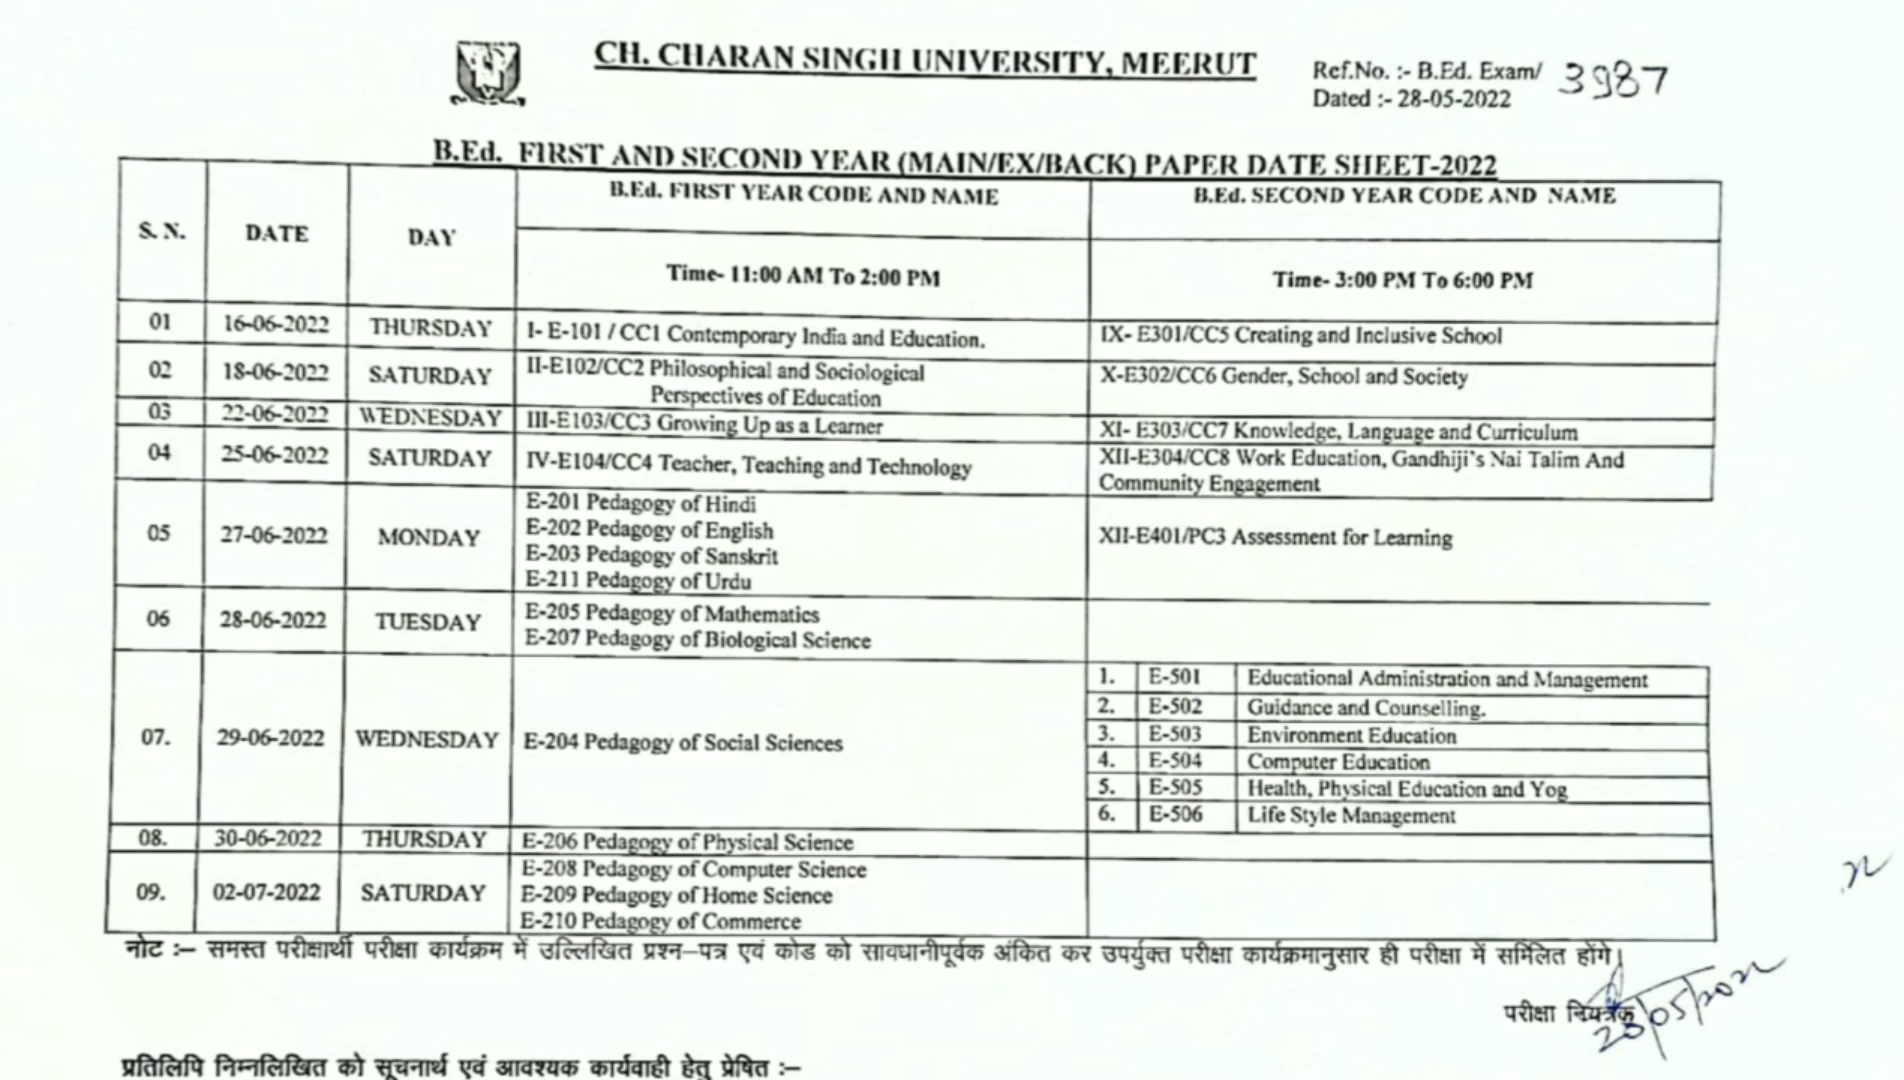 CH. CHARAN SINGH UNIVERSITY, MEERUT
Ref.No. :- B.Ed. Exam/ 3987
Dated :- 28-05-2022
B.Ed. FIRST AND SECOND YEAR (MAIN/EX/BACK) PAPER DATE SHEET-2022
S. N. DATE DAY B.Ed. FIRST YEAR CODE AND NAME B.Ed. SECOND YEAR CODE AND NAME
Time- 11:00 AM To 2:00 PM Time- 3:00 PM To 6:00 PM
01 16-06-2022 THURSDAY I- E-101 / CC1 Contemporary India and Education. IX- E301/CC5 Creating and Inclusive School
02 18-06-2022 SATURDAY II-E102/CC2 Philosophical and Sociological X-E302/CC6 Gender, School and Society
Perspectives of Education
03 22-06-2022 WEDNESDAY III-E103/CC3 Growing Up as a Learner XI- E303/CC7 Knowledge, Language and Curriculum
04 25-06-2022 SATURDAY IV-E104/CC4 Teacher, Teaching and Technology XII-E304/CC8 Work Education, Gandhiji's Nai Talim And
Community Engagement
E-201 Pedagogy of Hindi
E-202 Pedagogy of English
05 27-06-2022 MONDAY XII-E401/PC3 Assessment for Learning
E-203 Pedagogy of Sanskrit
E-211 Pedagogy of Urdu
06 28-06-2022 TUESDAY E-205 Pedagogy of Mathematics
E-207 Pedagogy of Biological Science
07. 29-06-2022 WEDNESDAY E-204 Pedagogy of Social Sciences
1. E-501 Educational Administration and Management
2. E-502 Guidance and Counselling.
3. E-503 Environment Education
4. E-504 Computer Education
5. E-505 Health, Physical Education and Yog
6. E-506 Life Style Management
08. 30-06-2022 THURSDAY E-206 Pedagogy of Physical Science
E-208 Pedagogy of Computer Science
09. 02-07-2022 SATURDAY E-209 Pedagogy of Home Science
E-210 Pedagogy of Commerce
नोट :– समस्त परीक्षार्थी परीक्षा कार्यक्रम में उल्लिखित प्रश्न–पत्र एवं कोड को सावधानीपूर्वक अंकित कर उपर्युक्त परीक्षा कार्यक्रमानुसार ही परीक्षा में सम्मिलित होंगे।
परीक्षा नियंत्रक
28/05/2022
प्रतिलिपि निम्नलिखित को सूचनार्थ एवं आवश्यक कार्यवाही हेतु प्रेषित :–